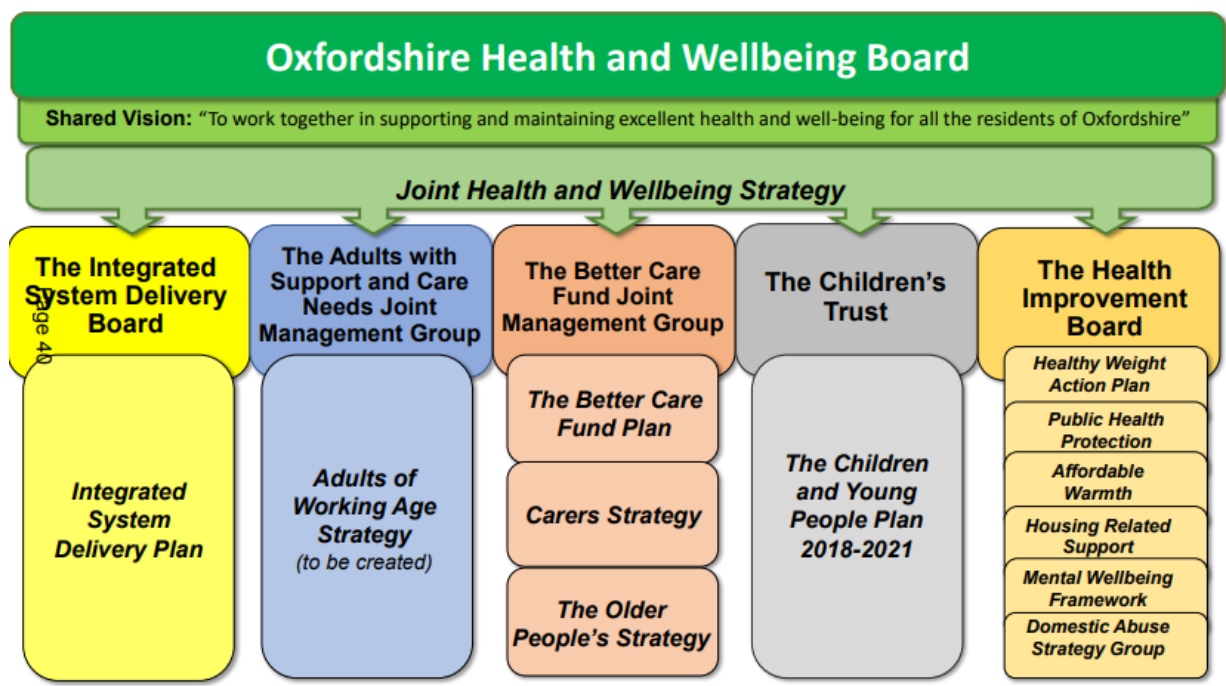 Oxfordshire Health and Wellbeing Board
Shared Vision: “To work together in supporting and maintaining excellent health and well-being for all the residents of Oxfordshire”
Joint Health and Wellbeing Strategy
The Integrated
System Delivery
Board
Page 40
Integrated
System
Delivery Plan
The Adults with
Support and Care
Needs Joint
Management Group
Adults of
Working Age
Strategy
(to be created)
The Better Care
Fund Joint
Management Group
The Better Care
Fund Plan
Carers Strategy
The Older
People’s Strategy
The Children’s
Trust
The Children
and Young
People Plan
2018-2021
The Health
Improvement
Board
Healthy Weight
Action Plan
Public Health
Protection
Affordable
Warmth
Housing Related
Support
Mental Wellbeing
Framework
Domestic Abuse
Strategy Group